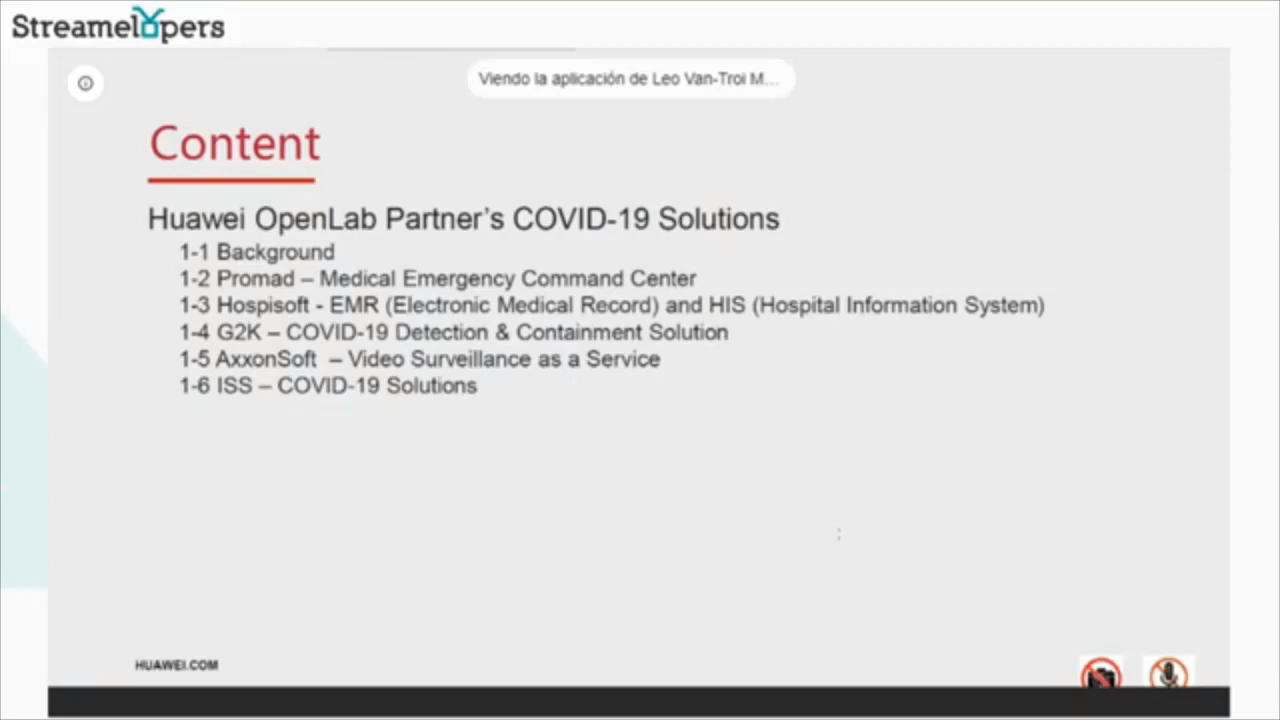 Streamelopers
Viendo la aplicación de Leo Van-Troi M...
Content
Huawei OpenLab Partner’s COVID-19 Solutions
1-1 Background
1-2 Promad – Medical Emergency Command Center
1-3 Hospisoft - EMR (Electronic Medical Record) and HIS (Hospital Information System)
1-4 G2K – COVID-19 Detection & Containment Solution
1-5 AxxonSoft – Video Surveillance as a Service
1-6 ISS – COVID-19 Solutions
HUAWEI.COM